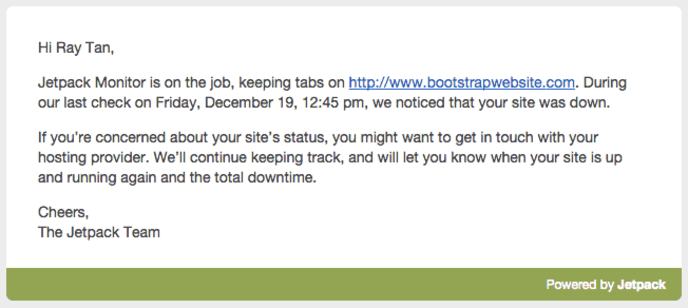 Hi Ray Tan,
Jetpack Monitor is on the job, keeping tabs on http://www.bootstrapwebsite.com. During
our last check on Friday, December 19, 12:45 pm, we noticed that your site was down.
If you're concerned about your site's status, you might want to get in touch with your
hosting provider. We'll continue keeping track, and will let you know when your site is up
and running again and the total downtime.
Cheers,
The Jetpack Team
Powered by Jetpack